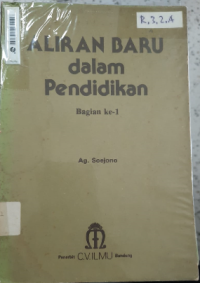 R.3.2.A
ALIRAN BARU
dalam
Pendidikan
Bagian ke-1
Ag. Soejono
Penerbit C.V. ILMU Bandung